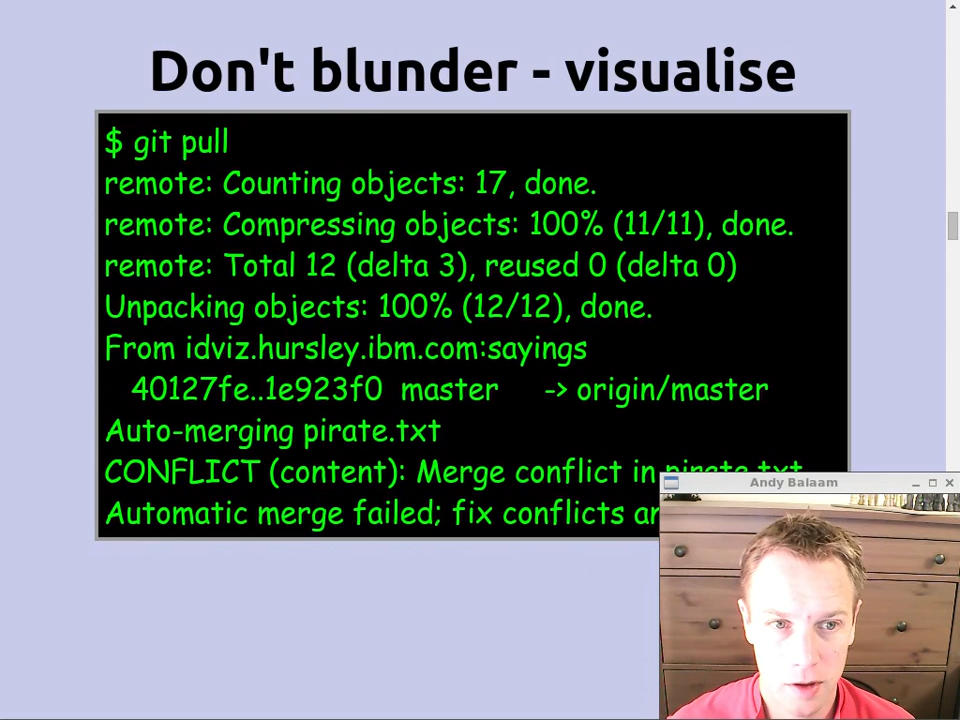 Don't blunder - visualise
$ git pull
remote: Counting objects: 17, done.
remote: Compressing objects: 100% (11/11), done.
remote: Total 12 (delta 3), reused 0 (delta 0)
Unpacking objects: 100% (12/12), done.
From idviz.hursley.ibm.com:sayings
40127fe..1e923f0 master -> origin/master
Auto-merging pirate.txt
CONFLICT (content): Merge conflict in pirate.txt
Automatic merge failed; fix conflicts
Andy Balaam